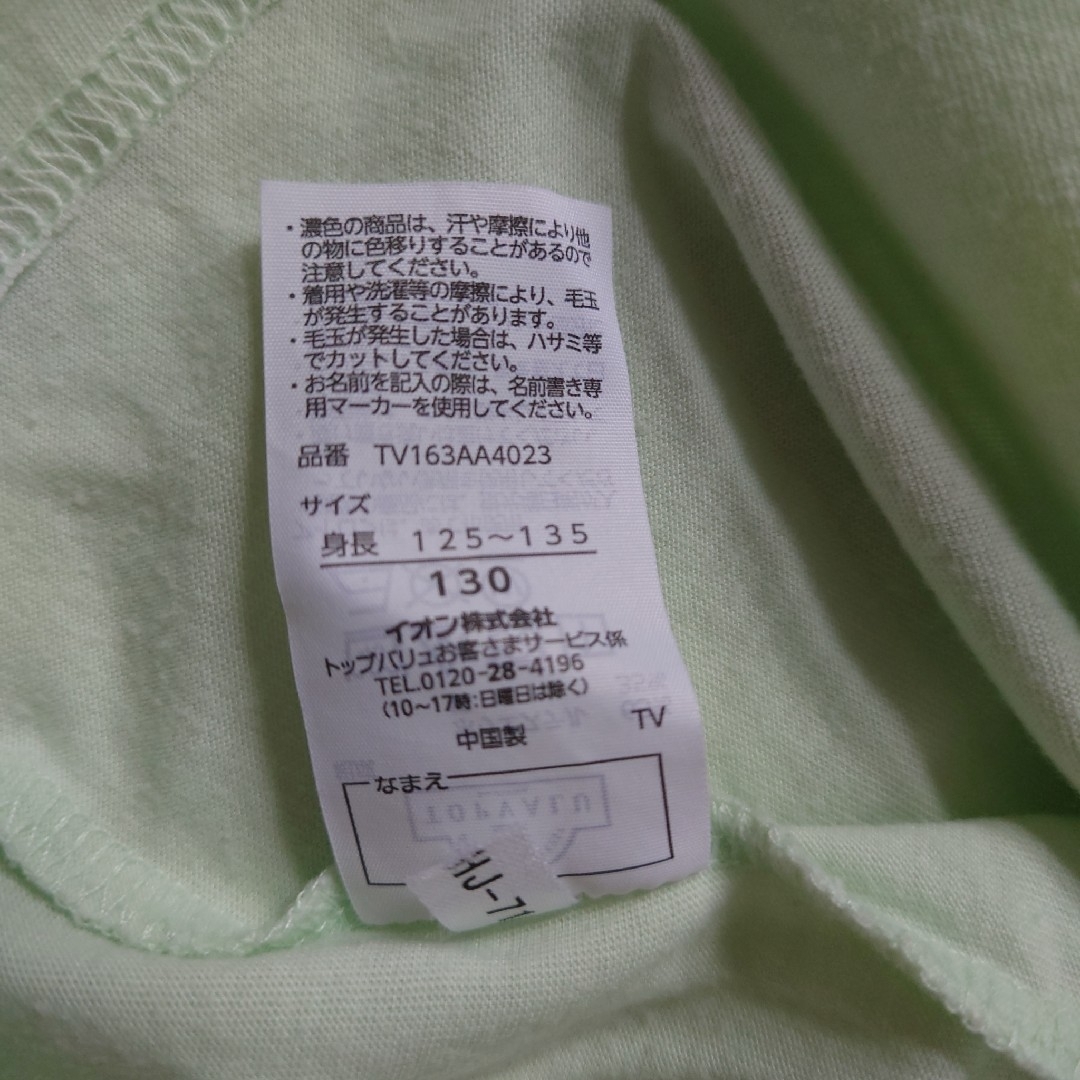 ・濃色の商品は、汗や摩擦により他
の物に色移りすることがあるので
注意してください。
・着用や洗濯等の摩擦により、毛玉
が発生することがあります。
・毛玉が発生した場合は、ハサミ等
でカットしてください。
・お名前を記入の際は、名前書き専
用マーカーを使用してください。
品番 TV163AA4023
サイズ
身長 125〜135
130
イオン株式会社
トップバリュお客さまサービス係
TEL.0120-28-4196
(10〜17時:日曜日は除く)
TV
中国製
なまえ
TOPVALU